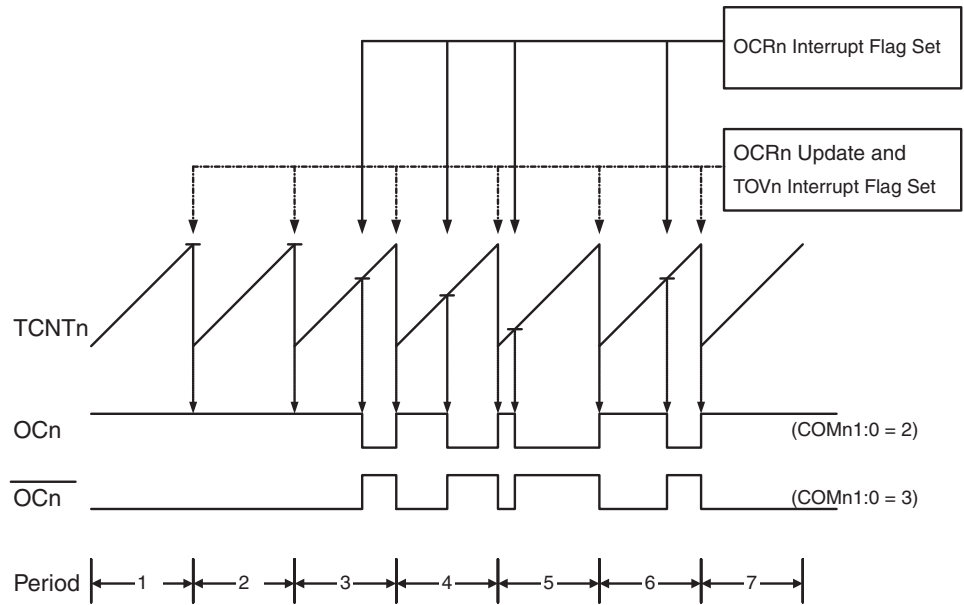 OCRn Interrupt Flag Set
OCRn Update and
TOVn Interrupt Flag Set
TCNTn
OCn
(COMn1:0 = 2)
OCn
(COMn1:0 = 3)
Period 1 2 3 4 5 6 7